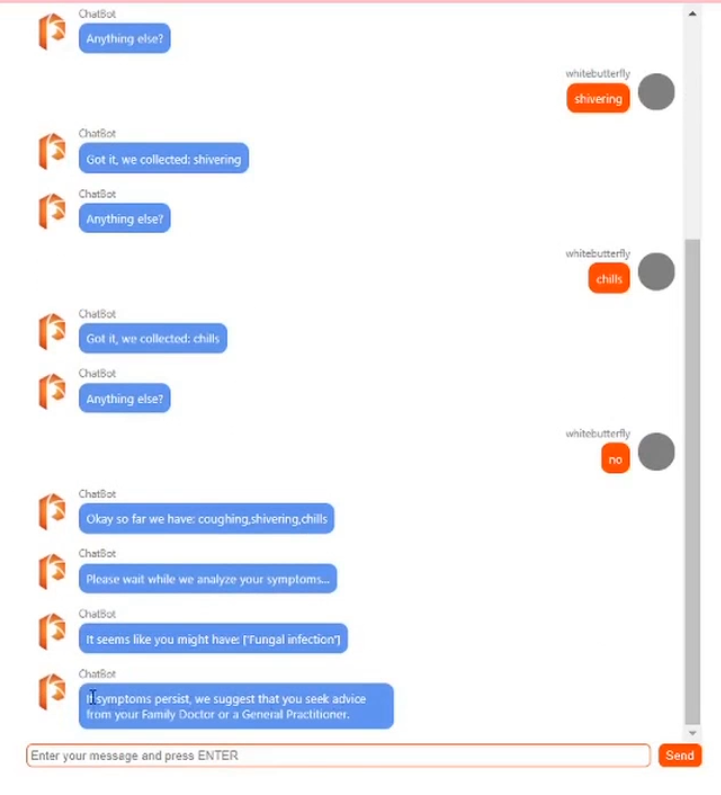 ChatBot
Anything else?
whitebutterfly
shivering
ChatBot
Got it, we collected: shivering
ChatBot
Anything else?
whitebutterfly
chills
ChatBot
Got it, we collected: chills
ChatBot
Anything else?
whitebutterfly
no
ChatBot
Okay so far we have: coughing,shivering,chills
ChatBot
Please wait while we analyze your symptoms...
ChatBot
It seems like you might have: ['Fungal infection']
ChatBot
If symptoms persist, we suggest that you seek advice
from your Family Doctor or a General Practitioner.
Enter your message and press ENTER
Send